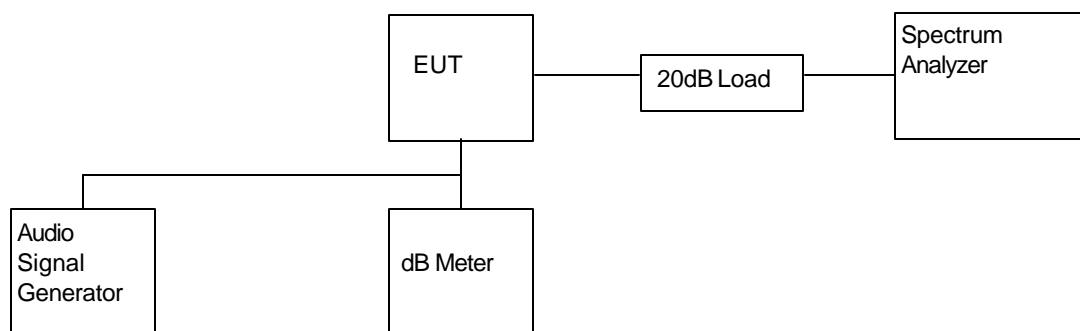 EUT
20dB Load
Spectrum
Analyzer
Audio
Signal
Generator
dB Meter